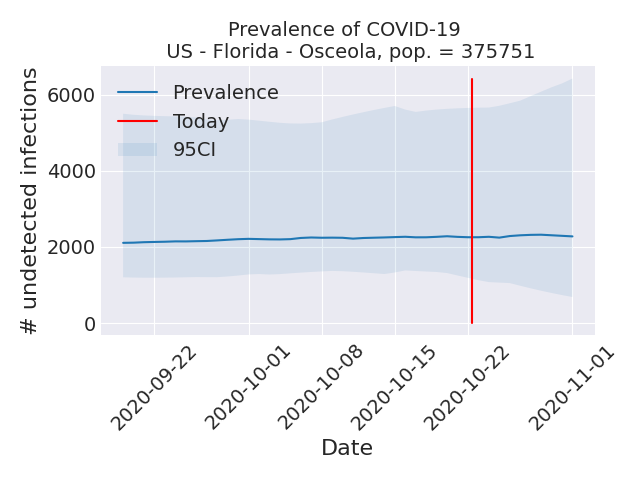 Prevalence of COVID-19
US - Florida - Osceola, pop. = 375751
# undetected infections
6000
4000
2000
0
Prevalence
Today
95CI
2020-09-22
2020-10-01
2020-10-08
2020-10-15
2020-10-22
2020-11-01
Date